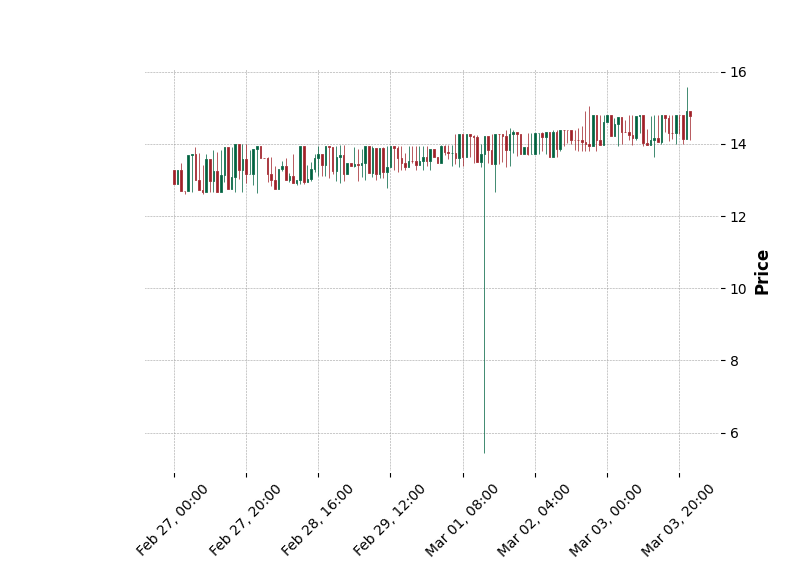 16
14
12
10
8
6
Price
Feb 27, 00:00
Feb 27, 20:00
Feb 28, 16:00
Feb 29, 12:00
Mar 01, 08:00
Mar 02, 04:00
Mar 03, 00:00
Mar 03, 20:00